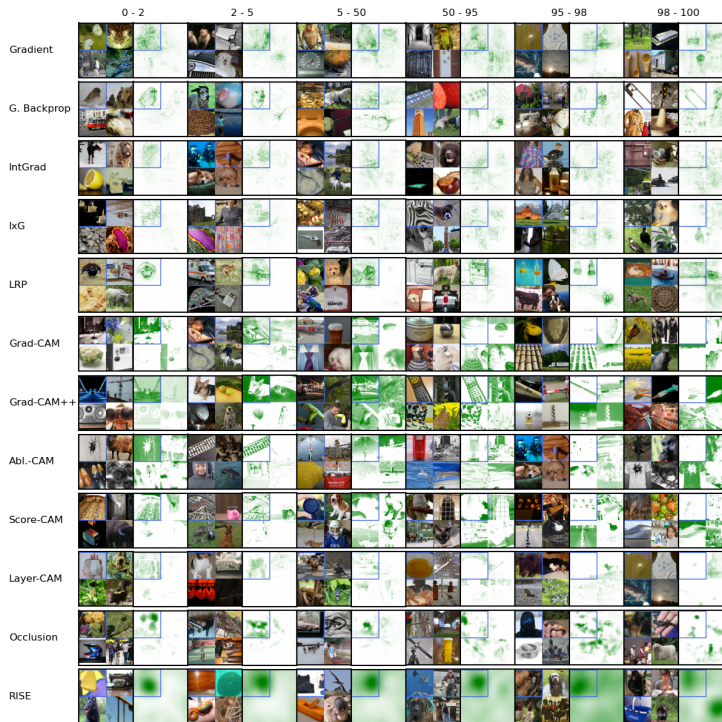 0 - 2 2 - 5 5 - 50 50 - 95 95 - 98 98 - 100
Gradient
G. Backprop
IntGrad
IxG
LRP
Grad-CAM
Grad-CAM++
Abl.-CAM
Score-CAM
Layer-CAM
Occlusion
RISE